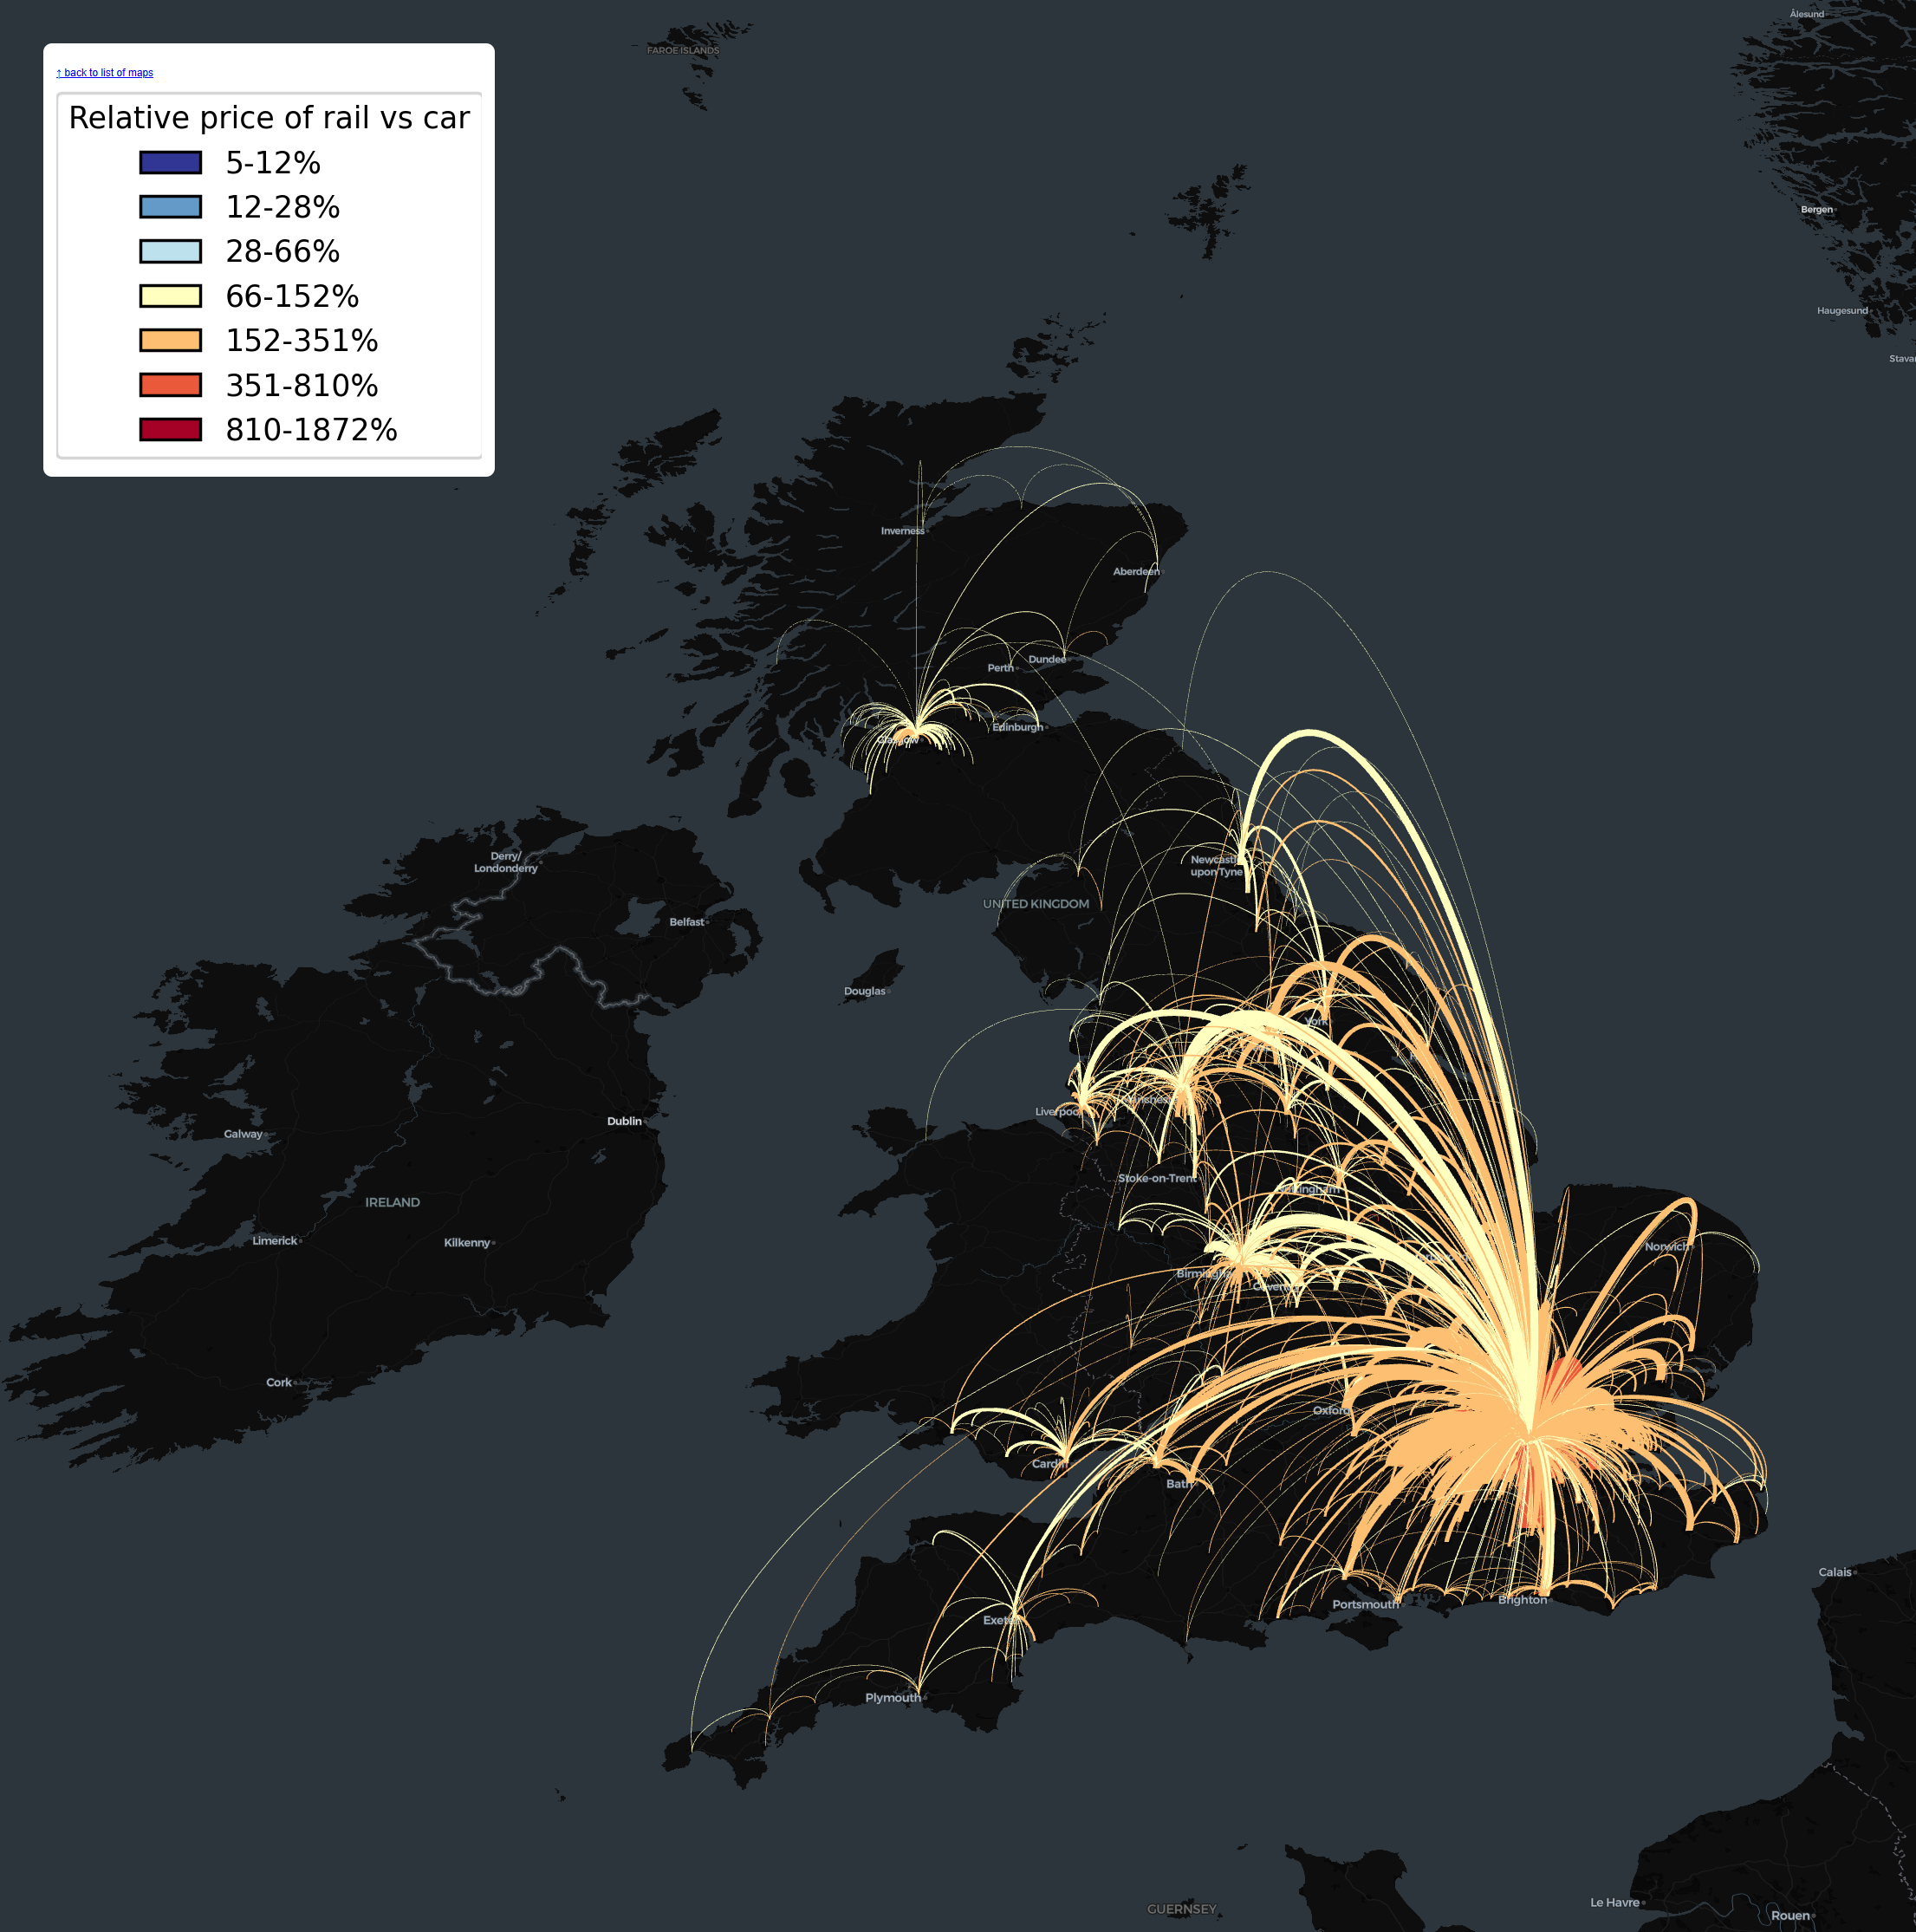 ↑ back to list of maps
Relative price of rail vs car
5-12%
12-28%
28-66%
66-152%
152-351%
351-810%
810-1872%
FAROE ISLANDS
Ålesund
Bergen
Haugesund
Inverness
Aberdeen
Perth
Dundee
Edinburgh
Glasgow
Derry/
Londonderry
Belfast
Newcastle
upon Tyne
UNITED KINGDOM
Douglas
York
Liverpool
Manchester
Dublin
Galway
Stoke-on-Trent
IRELAND
Limerick
Kilkenny
Norwich
Birmingham
Coventry
Cork
Oxford
Cardiff
Bath
Calais
Portsmouth
Brighton
Exeter
Plymouth
Le Havre
GUERNSEY
Rouen